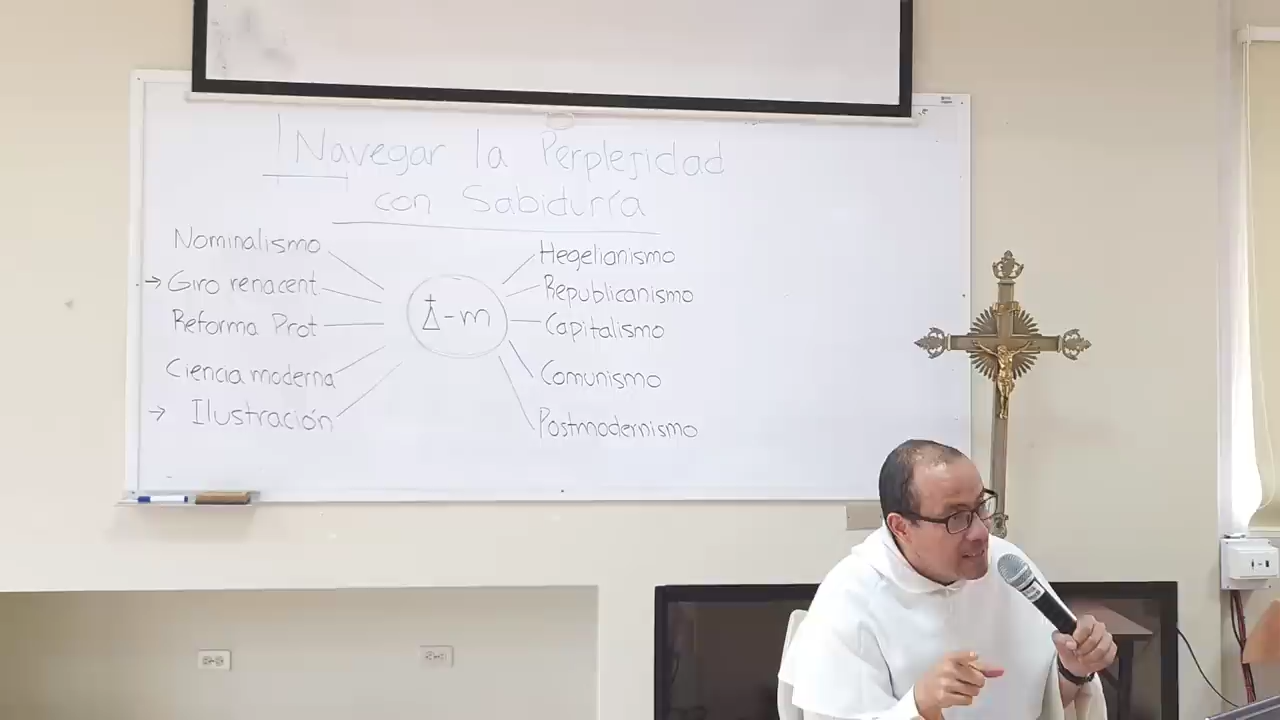 Navegar la Perplejidad
con Sabiduría
Nominalismo
→ Giro renacent.
Reforma Prot
Ciencia moderna
→ Ilustración
Δ-m
Hegelianismo
Republicanismo
Capitalismo
Comunismo
Postmodernismo